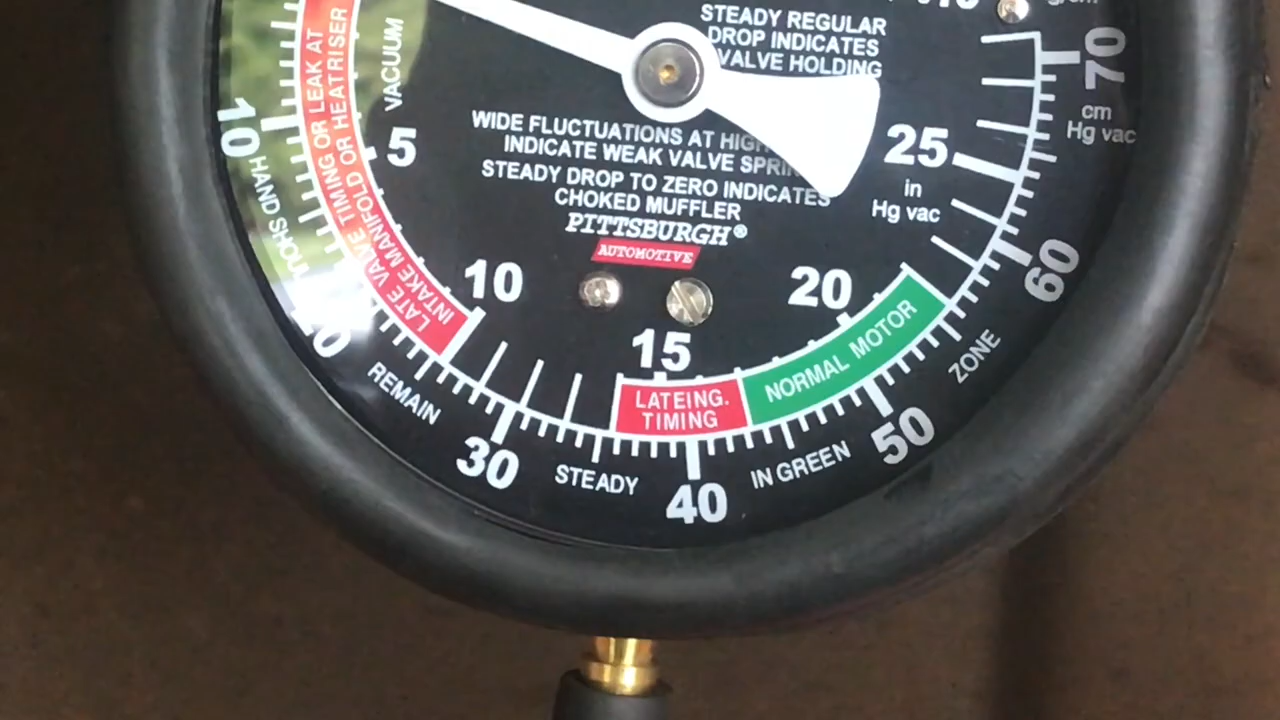 STEADY REGULAR
DROP INDICATES
VALVE HOLDING
70
cm
Hg vac
VACUUM
LATE VALVE TIMING OR LEAK AT
INTAKE MANIFOLD OR HEATRISER
10
5
WIDE FLUCTUATIONS AT HIGH
INDICATE WEAK VALVE
STEADY DROP TO ZERO INDICATES
CHOKED MUFFLER
PITTSBURGH®
AUTOMOTIVE
25
in
Hg vac
HAND SHOULD
10
20
60
20
15
LATEING.
TIMING
NORMAL MOTOR
REMAIN
30
STEADY
40
IN GREEN
50
ZONE